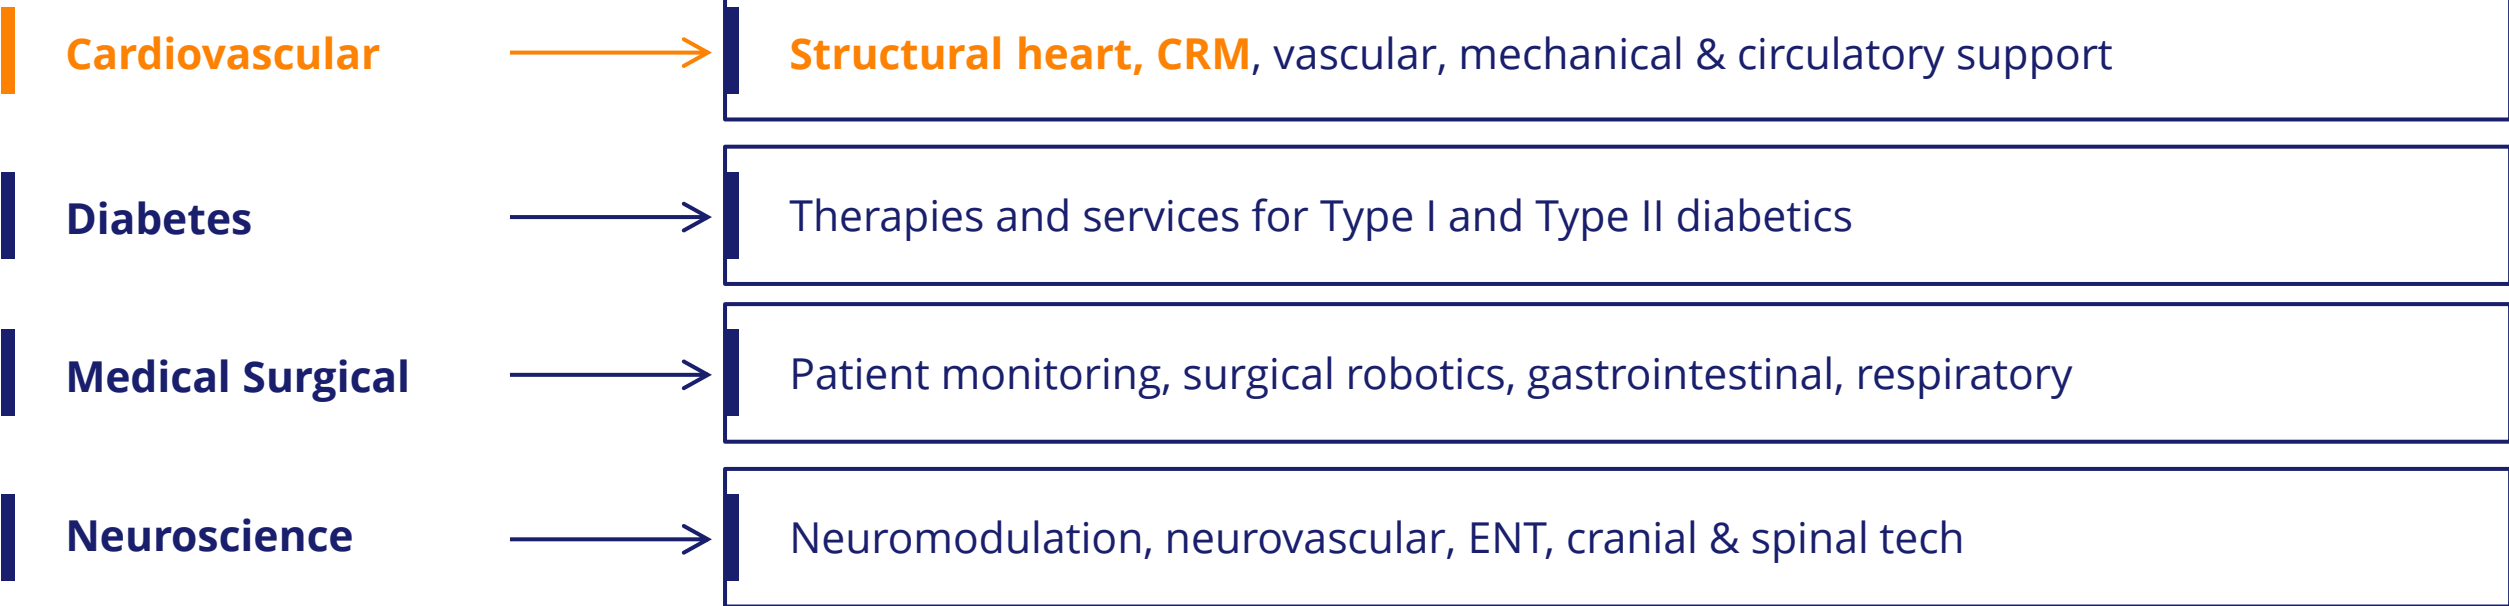 Cardiovascular
Structural heart, CRM, vascular, mechanical & circulatory support
Diabetes
Therapies and services for Type I and Type II diabetics
Medical Surgical
Patient monitoring, surgical robotics, gastrointestinal, respiratory
Neuroscience
Neuromodulation, neurovascular, ENT, cranial & spinal tech